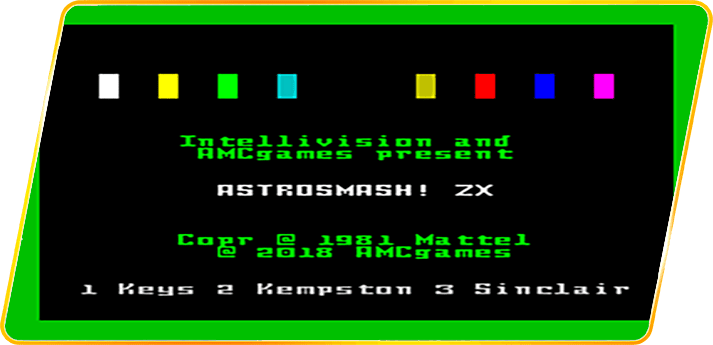 Intellivision and
AMCgames present
ASTROSMASH! ZX
Copr @ 1981 Mattel
@ 2018 AMCgames
1 Keys 2 Kempston 3 Sinclair